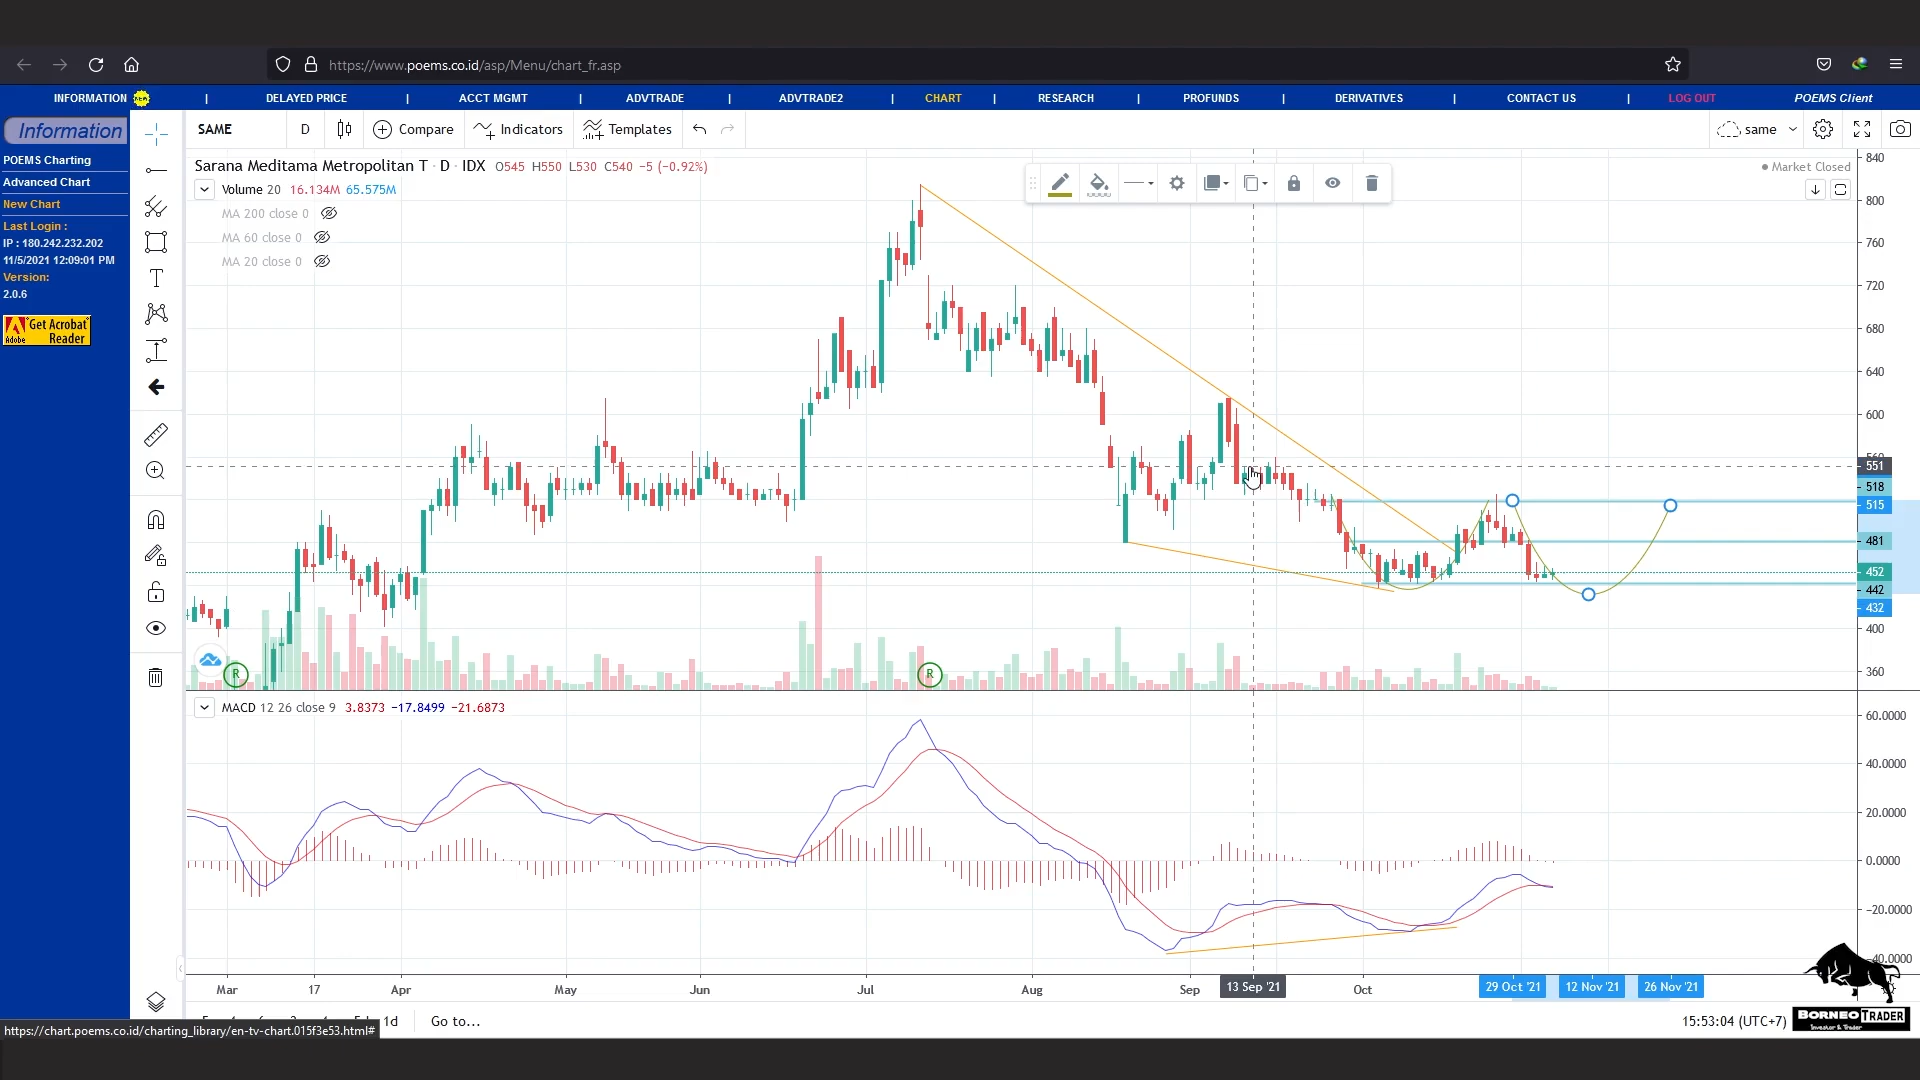 https://www.poems.co.id/asp/Menu/chart_fr.asp
INFORMATION NEW | DELAYED PRICE | ACCT MGMT | ADVTRADE | ADVTRADE2 | CHART | RESEARCH | PROFUNDS | DERIVATIVES | CONTACT US | LOG OUT POEMS Client
Information
POEMS Charting
Advanced Chart
New Chart
Last Login :
IP : 180.242.232.202
11/5/2021 12:09:01 PM
Version:
2.0.6
Get Acrobat
Adobe Reader
SAME D Compare Indicators Templates same
Sarana Meditama Metropolitan T · D · IDX O545 H550 L530 C540 −5 (−0.92%)
Market Closed
Volume 20 16.134M 65.575M
MA 200 close 0
MA 60 close 0
MA 20 close 0
840
800
760
720
680
640
600
560
551
518
515
481
452
442
432
400
360
R
R
MACD 12 26 close 9 3.8373 −17.8499 −21.6873
60.0000
40.0000
20.0000
0.0000
−20.0000
−40.0000
Mar 17 Apr May Jun Jul Aug Sep 13 Sep '21 Oct 29 Oct '21 12 Nov '21 26 Nov '21
1d Go to...
15:53:04 (UTC+7)
https://chart.poems.co.id/charting_library/en-tv-chart.015f3e53.html#
BORNEO TRADER
Investor & Trader